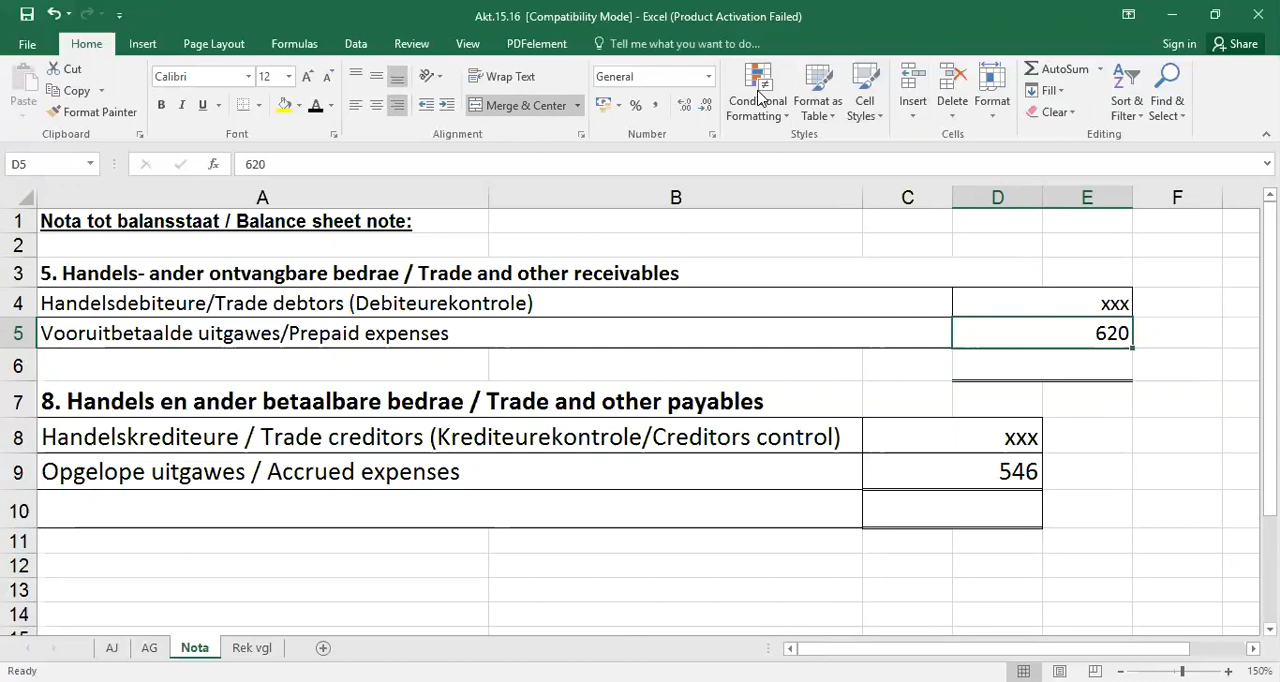 Akt.15.16 [Compatibility Mode] - Excel (Product Activation Failed)
File Home Insert Page Layout Formulas Data Review View PDFelement Tell me what you want to do... Sign in Share
Paste Cut Copy Format Painter Clipboard
Calibri 12 B I U A Font
Wrap Text Merge & Center Alignment
General % , Number
Conditional Formatting Format as Table Cell Styles Styles
Insert Delete Format Cells
AutoSum Fill Clear Sort & Filter Find & Select Editing
D5 fx 620
A B C D E F
1 Nota tot balansstaat / Balance sheet note:
2
3 5. Handels- ander ontvangbare bedrae / Trade and other receivables
4 Handelsdebiteure/Trade debtors (Debiteurekontrole) xxx
5 Vooruitbetaalde uitgawes/Prepaid expenses 620
6
7 8. Handels en ander betaalbare bedrae / Trade and other payables
8 Handelskrediteure / Trade creditors (Krediteurekontrole/Creditors control) xxx
9 Opgelope uitgawes / Accrued expenses 546
10
11
12
13
14
15
AJ AG Nota Rek vgl
Ready 150%